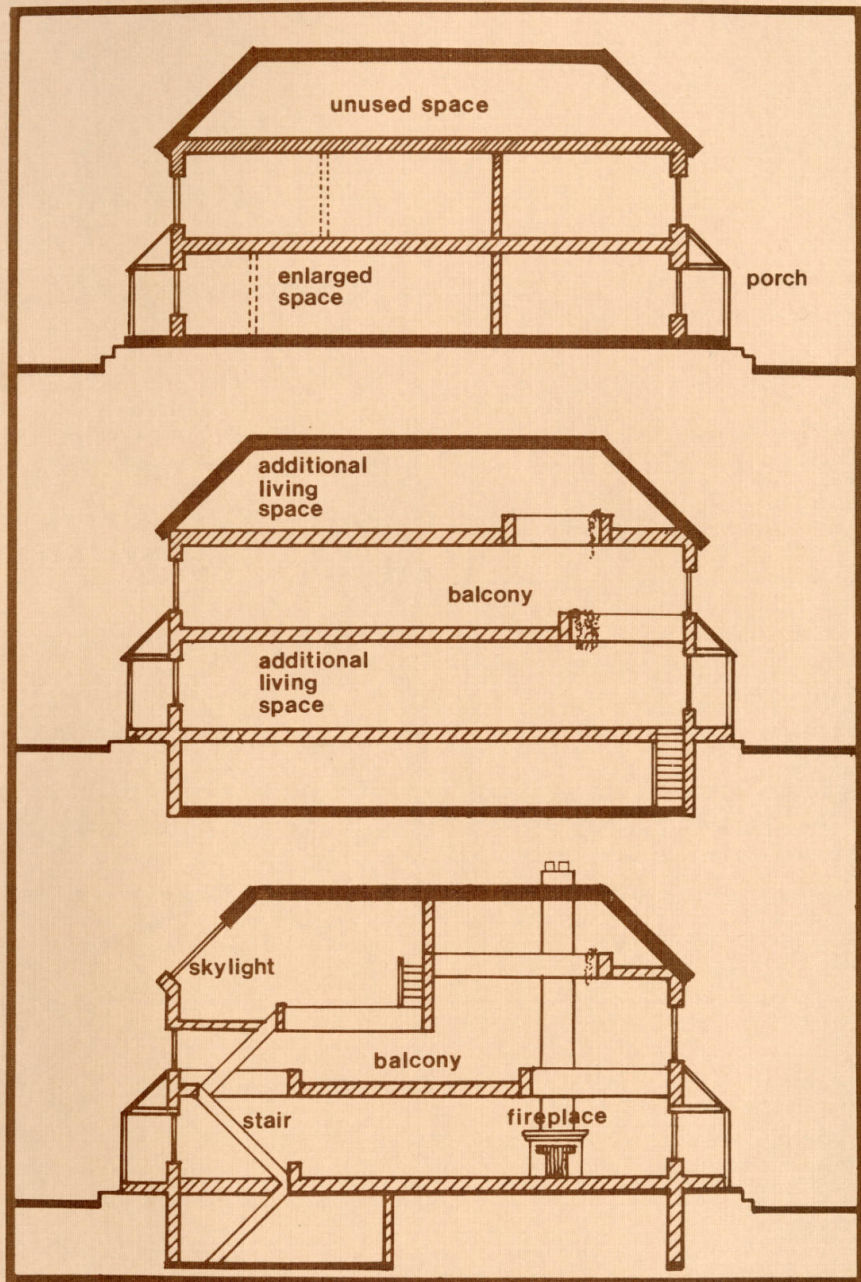 unused space
enlarged
space
porch
additional
living
space
balcony
additional
living
space
skylight
balcony
stair
fireplace